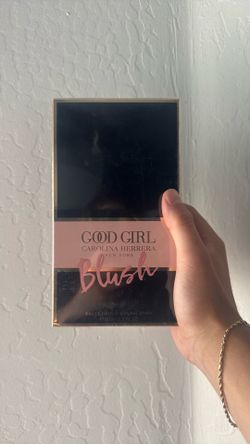 GOOD GIRL
CAROLINA HERRERA
NEW YORK
Blush